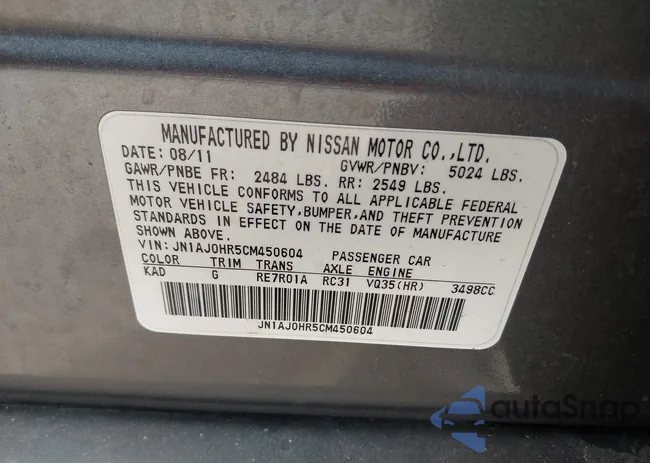 MANUFACTURED BY NISSAN MOTOR CO.,LTD.
DATE: 08/11 GVWR/PNBV: 5024 LBS.
GAWR/PNBE FR: 2484 LBS. RR: 2549 LBS.
THIS VEHICLE CONFORMS TO ALL APPLICABLE FEDERAL
MOTOR VEHICLE SAFETY,BUMPER,AND THEFT PREVENTION
STANDARDS IN EFFECT ON THE DATE OF MANUFACTURE
SHOWN ABOVE.
VIN: JN1AJ0HR5CM450604 PASSENGER CAR
COLOR TRIM TRANS AXLE ENGINE
KAD G RE7R01A RC31 VQ35(HR) 3498CC
JN1AJ0HR5CM450604
autoSnap